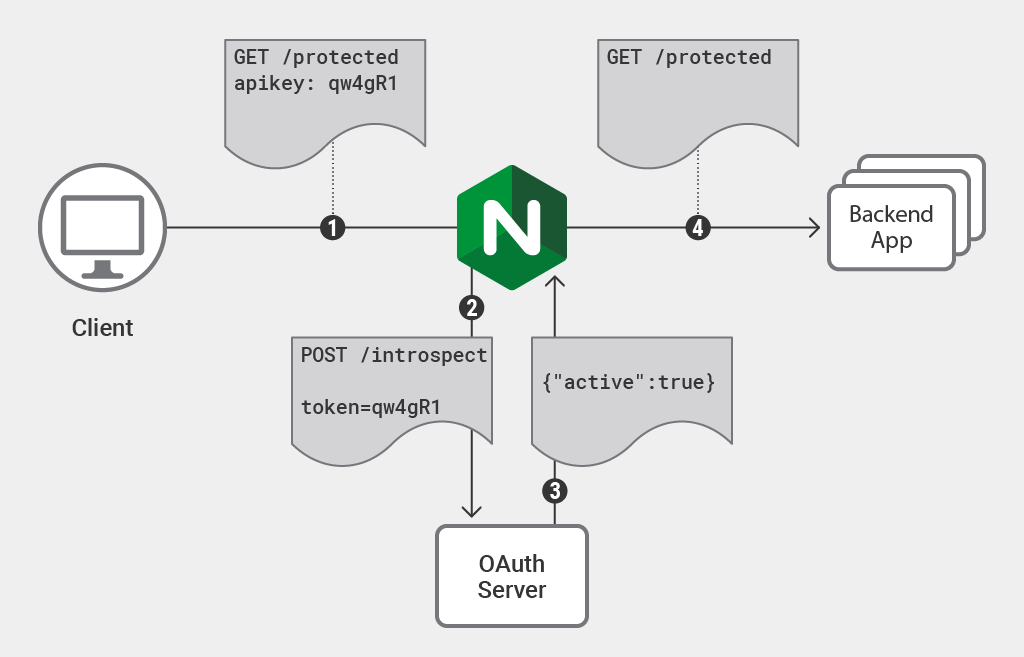 GET /protected
apikey: qw4gR1
GET /protected
1
N
4
Backend
App
Client
2
POST /introspect
token=qw4gR1
{"active":true}
3
OAuth
Server